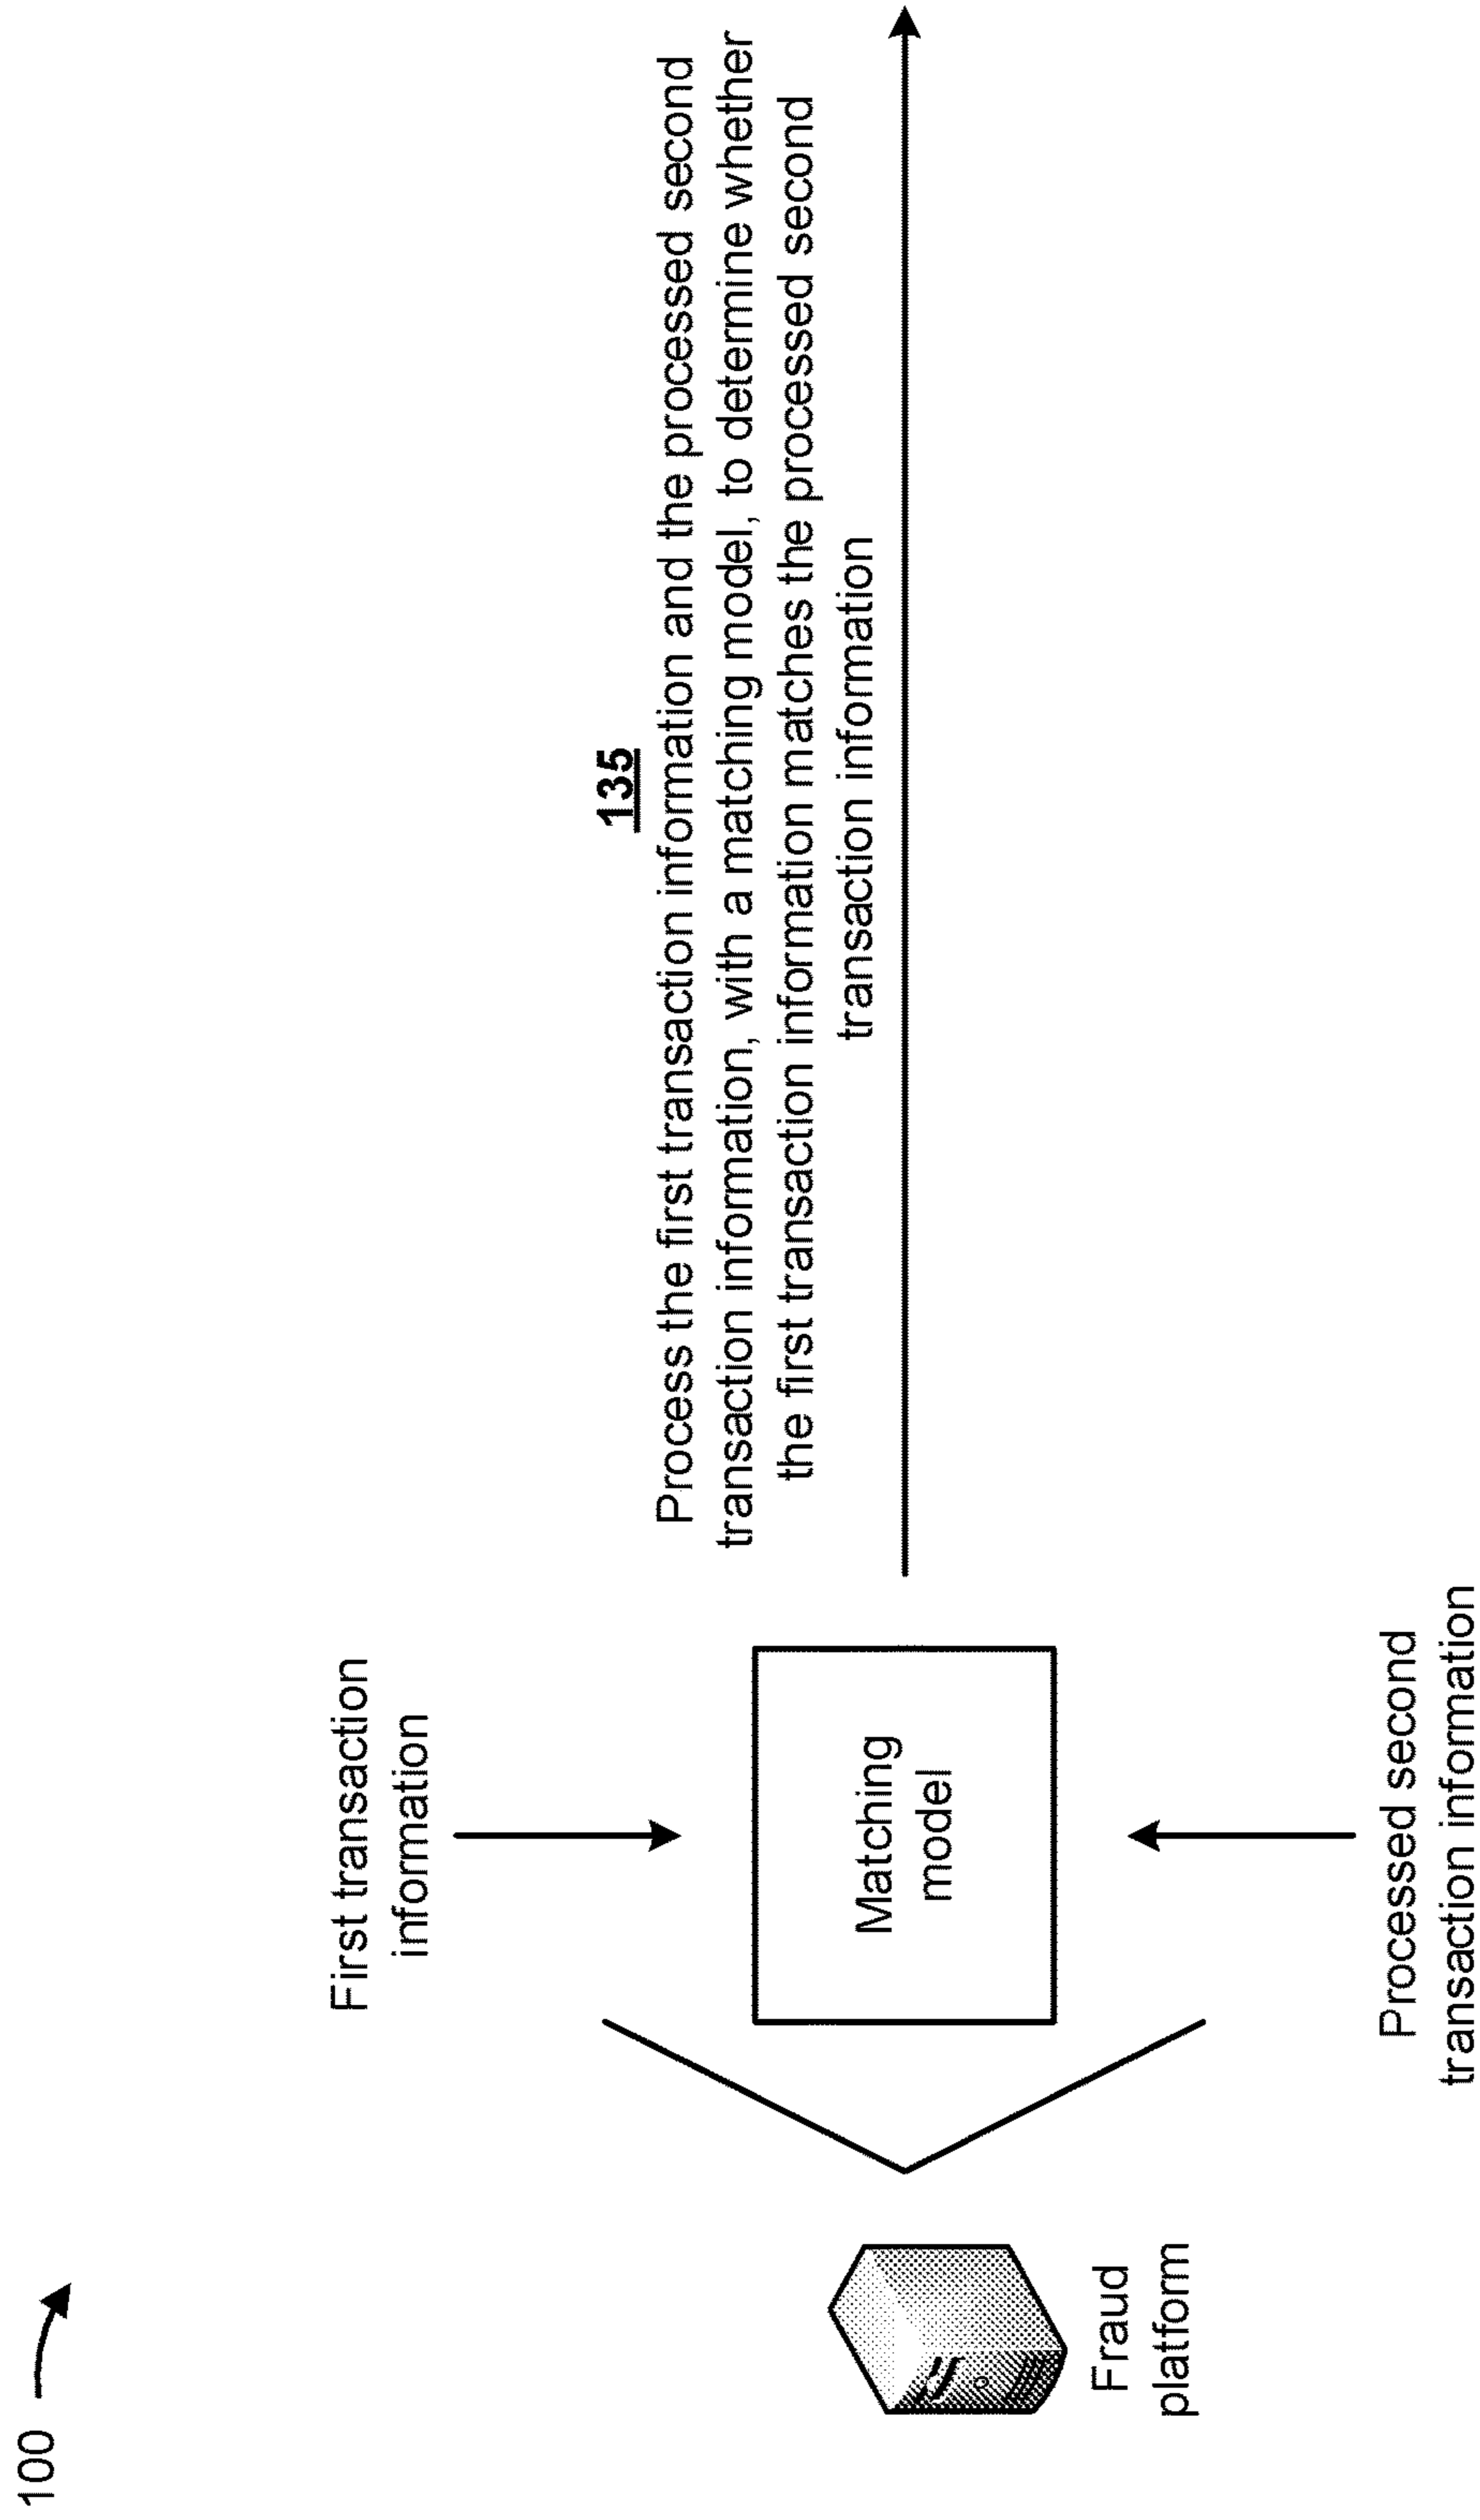 100
First transaction
information
Matching
model
Processed second
transaction information
Fraud
platform
135
Process the first transaction information and the processed second
transaction information, with a matching model, to determine whether
the first transaction information matches the processed second
transaction information